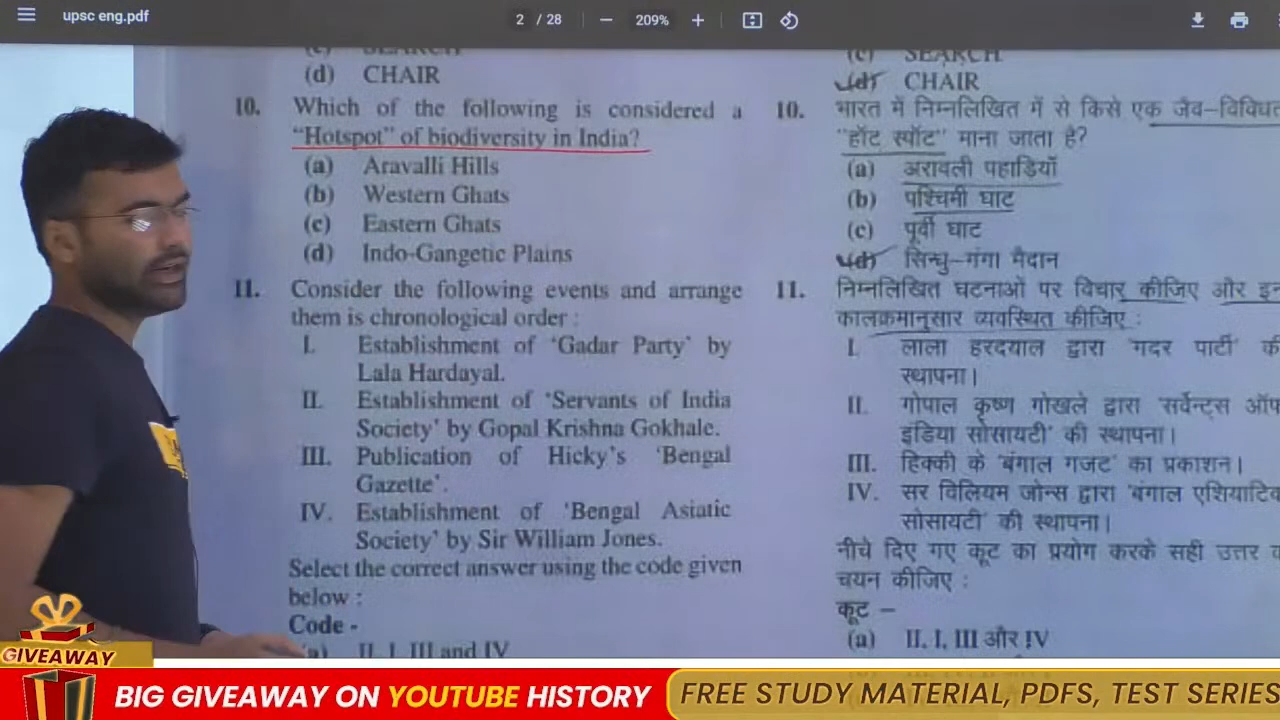 upsc eng.pdf
2 / 28
209%
(d) CHAIR
10. Which of the following is considered a
"Hotspot" of biodiversity in India?
(a) Aravalli Hills
(b) Western Ghats
(c) Eastern Ghats
(d) Indo-Gangetic Plains
11. Consider the following events and arrange
them is chronological order :
I. Establishment of 'Gadar Party' by
Lala Hardayal.
II. Establishment of 'Servants of India
Society' by Gopal Krishna Gokhale.
III. Publication of Hicky's 'Bengal
Gazette'.
IV. Establishment of 'Bengal Asiatic
Society' by Sir William Jones.
Select the correct answer using the code given
below :
Code -
(a) II, I, III and IV
(c) SEARCH
(d) CHAIR
10. भारत में निम्नलिखित में से किसे एक जैव-विविधत
"हॉट स्पॉट" माना जाता है?
(a) अरावली पहाड़ियाँ
(b) पश्चिमी घाट
(c) पूर्वी घाट
(d) सिन्धु-गंगा मैदान
11. निम्नलिखित घटनाओं पर विचार कीजिए और इन
कालक्रमानुसार व्यवस्थित कीजिए :
I. लाला हरदयाल द्वारा 'गदर पार्टी' की
स्थापना।
II. गोपाल कृष्ण गोखले द्वारा 'सर्वेन्ट्स ऑफ
इंडिया सोसायटी' की स्थापना।
III. हिक्की के 'बंगाल गजट' का प्रकाशन।
IV. सर विलियम जोन्स द्वारा 'बंगाल एशियाटिक
सोसायटी' की स्थापना।
नीचे दिए गए कूट का प्रयोग करके सही उत्तर क
चयन कीजिए :
कूट –
(a) II, I, III और IV
GIVEAWAY
BIG GIVEAWAY ON YOUTUBE HISTORY
FREE STUDY MATERIAL, PDFS, TEST SERIES